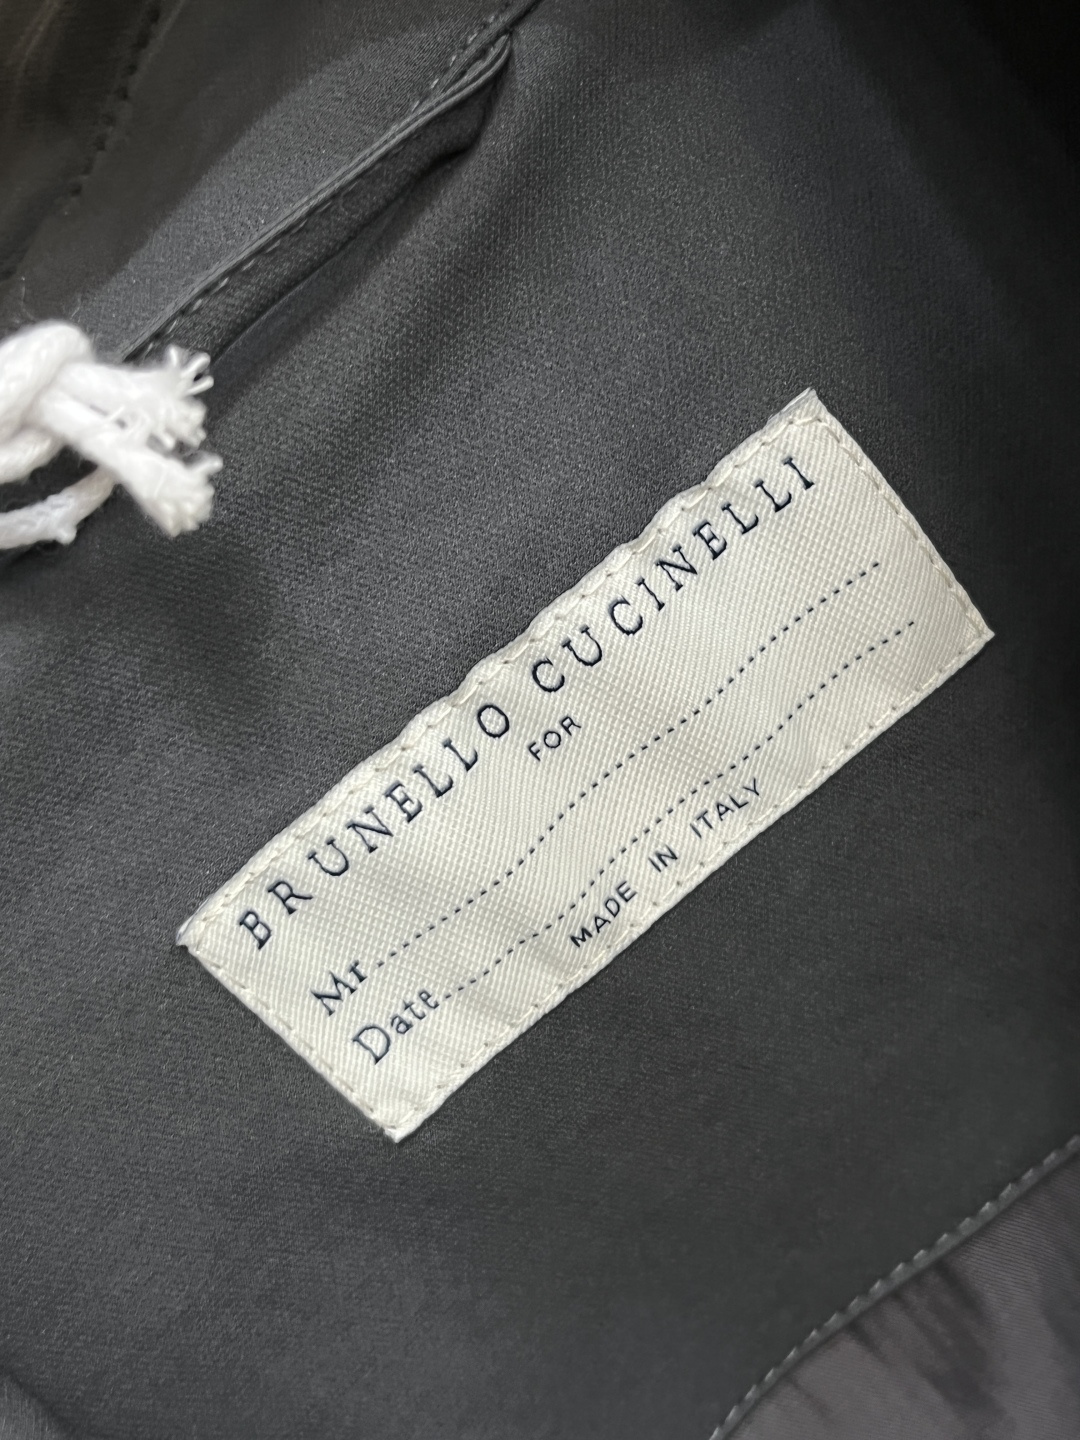 BRUNELLO CUCINELLI
FOR
Mr................................................
Date................................................
MADE IN ITALY